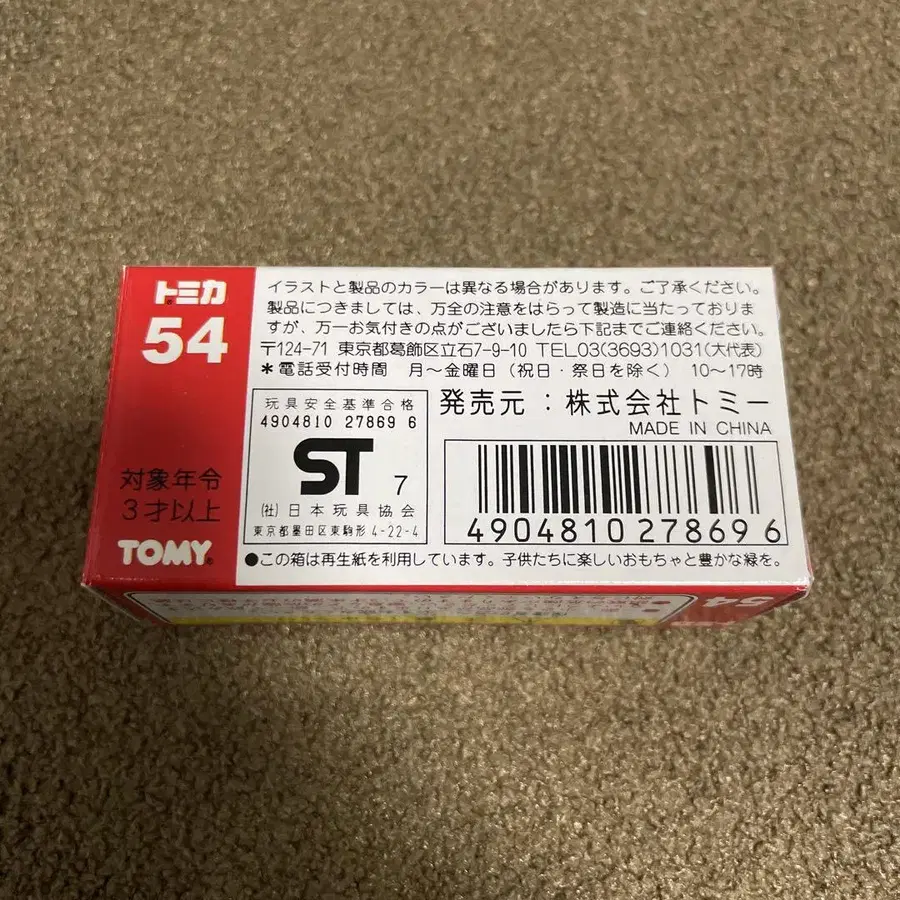 トミカ
54
対象年令
3才以上
TOMY
イラストと製品のカラーは異なる場合があります。ご了承ください。
製品につきましては、万全の注意をはらって製造に当たっておりま
すが、万一お気付きの点がございましたら下記までご連絡ください。
〒124-71 東京都葛飾区立石7-9-10 TEL03(3693)1031(大代表)
*電話受付時間 月〜金曜日(祝日・祭日を除く) 10〜17時
玩具安全基準合格
4904810 27869 6
ST 7
(社)日本玩具協会
東京都墨田区東駒形4-22-4
発売元:株式会社トミー
MADE IN CHINA
4904810 278696
●この箱は再生紙を利用しています。子供たちに楽しいおもちゃと豊かな緑を。
54